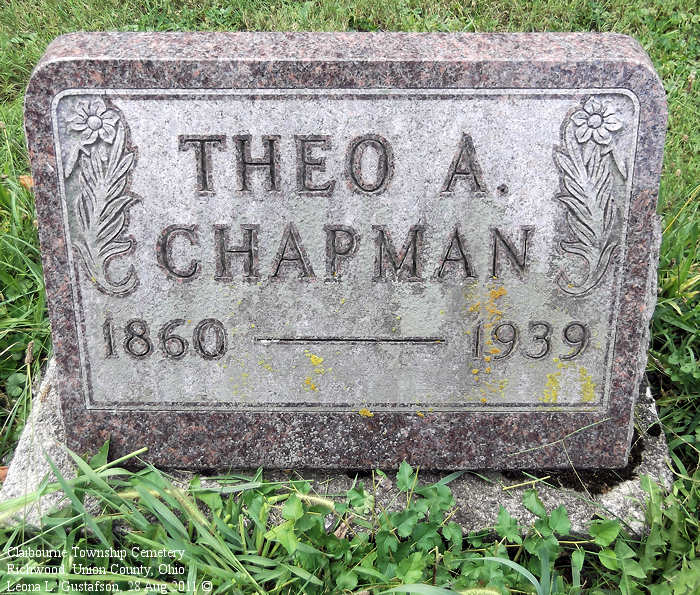 THEO A.
CHAPMAN
1860 — 1939
Claibourne Township Cemetery
Richwood, Union County, Ohio
Leona L. Gustafson, 28 Aug 2011 ©